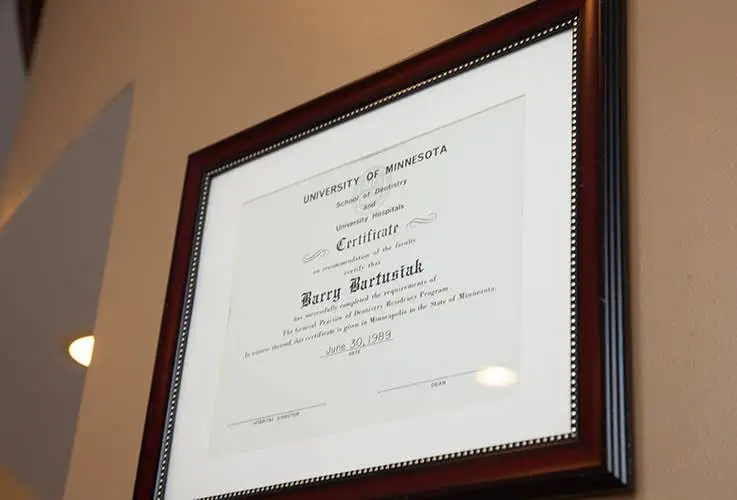 UNIVERSITY OF MINNESOTA
School of Dentistry
and
University Hospitals
Certificate
on recommendation of the faculty
certify that
Barry Bartusiak
has successfully completed the requirements of
The General Practice of Dentistry Residency Program.
In witness thereof, this certificate is given in Minneapolis in the State of Minnesota.
June 30, 1989
DATE
HOSPITAL DIRECTOR
DEAN